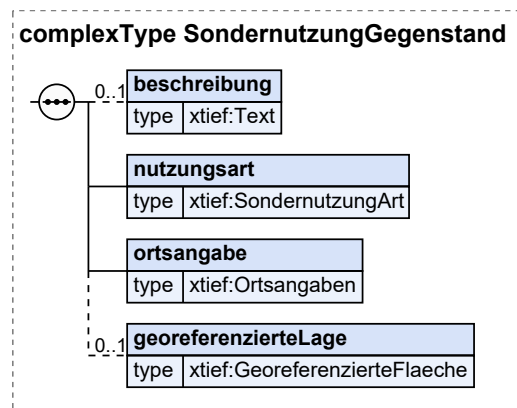 complexType SondernutzungGegenstand
0..1 beschreibung
type xtief:Text
nutzungsart
type xtief:SondernutzungArt
ortsangabe
type xtief:Ortsangaben
0..1 georeferenzierteLage
type xtief:GeoreferenzierteFlaeche